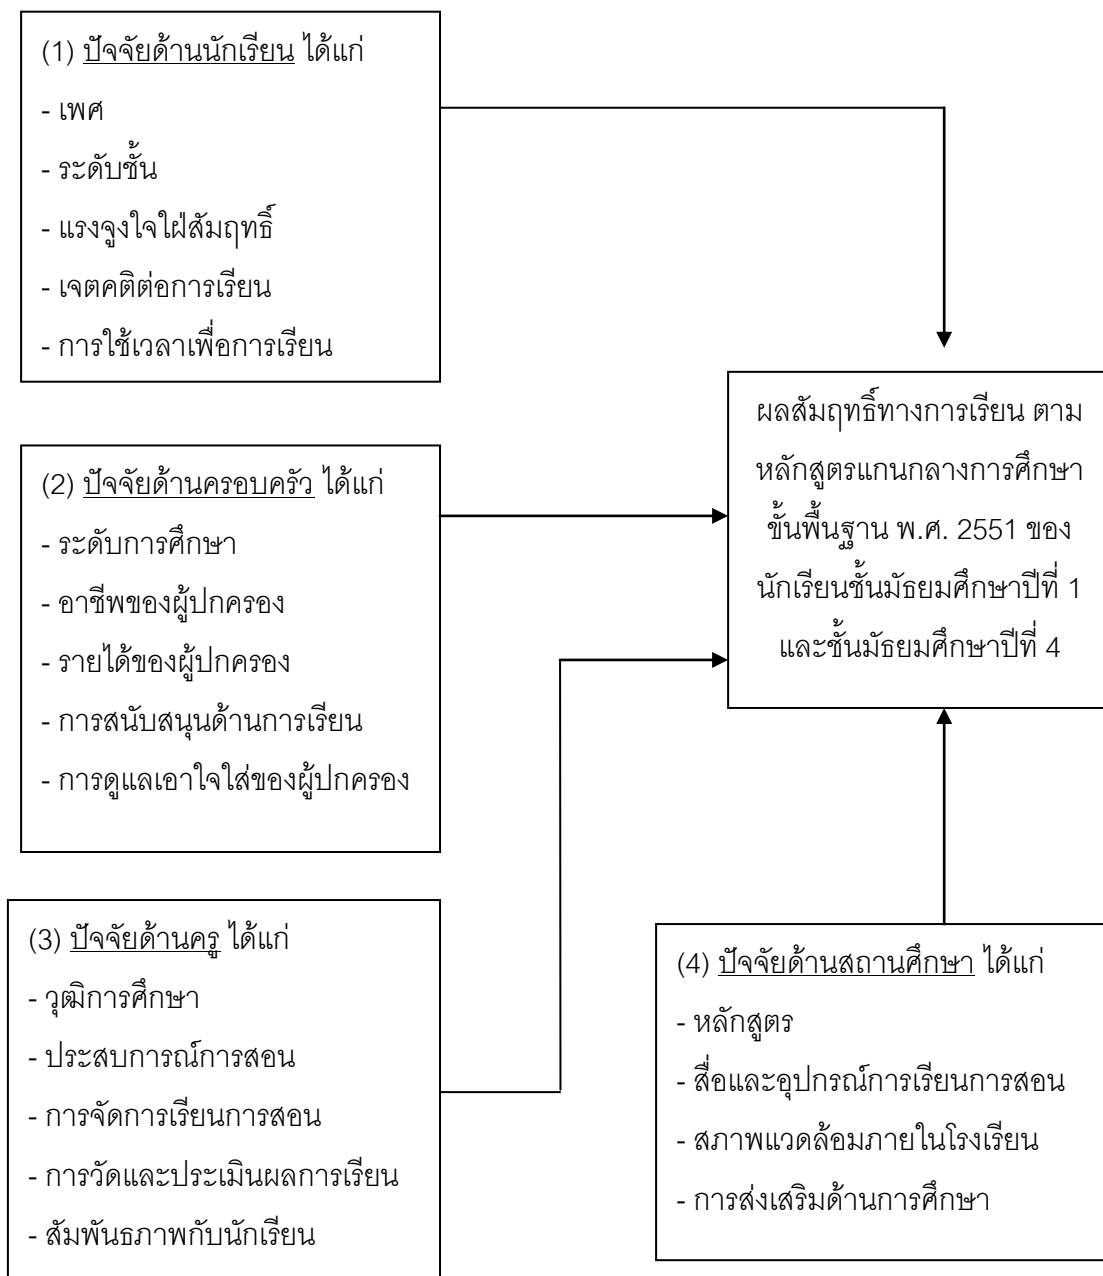 (1) ปัจจัยด้านนักเรียน ได้แก่
- เพศ
- ระดับชั้น
- แรงจูงใจใฝ่สัมฤทธิ์
- เจตคติต่อการเรียน
- การใช้เวลาเพื่อการเรียน
(2) ปัจจัยด้านครอบครัว ได้แก่
- ระดับการศึกษา
- อาชีพของผู้ปกครอง
- รายได้ของผู้ปกครอง
- การสนับสนุนด้านการเรียน
- การดูแลเอาใจใส่ของผู้ปกครอง
(3) ปัจจัยด้านครู ได้แก่
- วุฒิการศึกษา
- ประสบการณ์การสอน
- การจัดการเรียนการสอน
- การวัดและประเมินผลการเรียน
- สัมพันธภาพกับนักเรียน
ผลสัมฤทธิ์ทางการเรียน ตาม
หลักสูตรแกนกลางการศึกษา
ขั้นพื้นฐาน พ.ศ. 2551 ของ
นักเรียนชั้นมัธยมศึกษาปีที่ 1
และชั้นมัธยมศึกษาปีที่ 4
(4) ปัจจัยด้านสถานศึกษา ได้แก่
- หลักสูตร
- สื่อและอุปกรณ์การเรียนการสอน
- สภาพแวดล้อมภายในโรงเรียน
- การส่งเสริมด้านการศึกษา